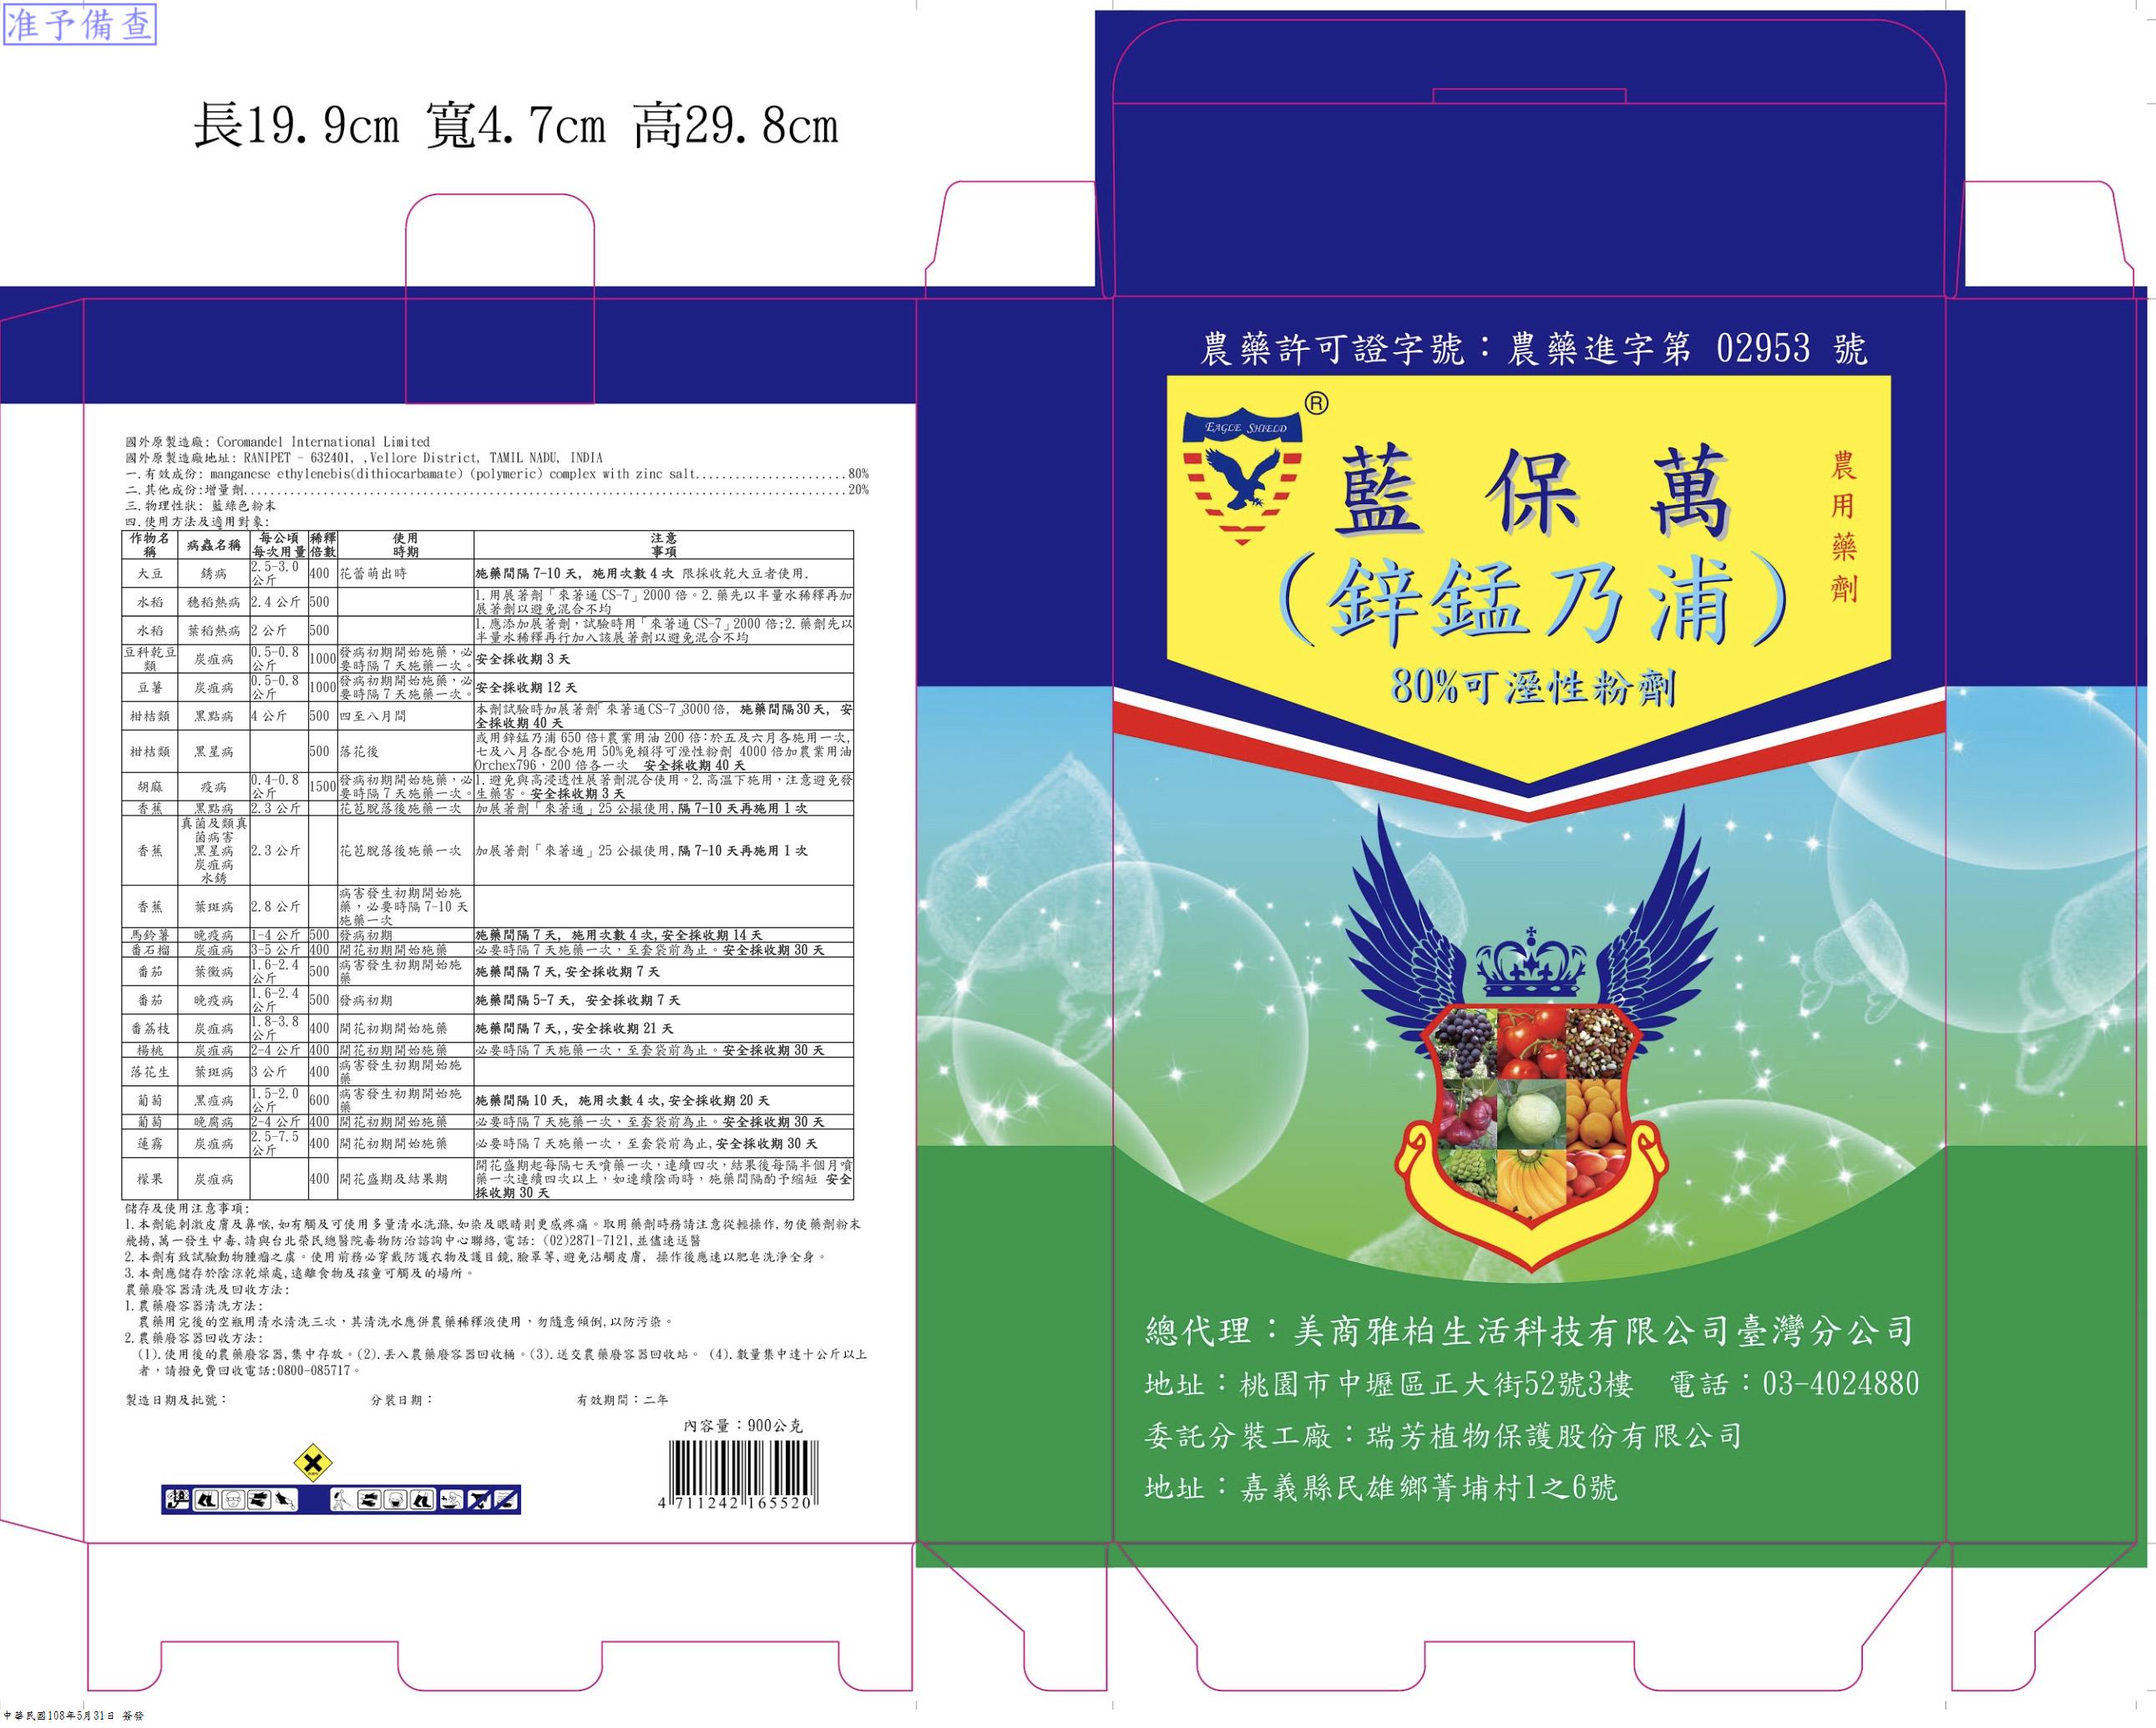 准予備查
長19.9cm 寬4.7cm 高29.8cm
國外原製造廠: Coromandel International Limited
國外原製造廠地址: RANIPET - 632401, ,Vellore District, TAMIL NADU, INDIA
一.有效成份: manganese ethylenebis(dithiocarbamate) (polymeric) complex with zinc salt.......................80%
二.其他成份:增量劑............................................................................................20%
三.物理性狀: 藍綠色粉末
四.使用方法及適用對象:
作物名稱 病蟲名稱 每公頃每次用量 稀釋倍數 使用時期 注意事項
大豆 銹病 2.5-3.0公斤 400 花蕾萌出時 施藥間隔7-10天, 施用次數4次 限採收乾大豆者使用.
水稻 穗稻熱病 2.4公斤 500 1.用展著劑「來著通CS-7」2000倍。2.藥先以半量水稀釋再加展著劑以避免混合不均
水稻 葉稻熱病 2公斤 500 1.應添加展著劑，試驗時用「來著通CS-7」2000倍;2.藥劑先以半量水稀釋再行加入該展著劑以避免混合不均
豆科乾豆類 炭疽病 0.5-0.8公斤 1000 發病初期開始施藥，必要時隔7天施藥一次。 安全採收期3天
豆薯 炭疽病 0.5-0.8公斤 1000 發病初期開始施藥，必要時隔7天施藥一次。 安全採收期12天
柑桔類 黑點病 4公斤 500 四至八月間 本劑試驗時加展著劑「來著通CS-7」3000倍, 施藥間隔30天, 安全採收期40天
柑桔類 黑星病 500 落花後 或用鋅錳乃浦650倍+農業用油200倍:於五及六月各施用一次,七及八月各配合施用50%免賴得可溼性粉劑 4000倍加農業用油Orchex796，200倍各一次 安全採收期40天
胡麻 疫病 0.4-0.8公斤 1500 發病初期開始施藥，必要時隔7天施藥一次。 1.避免與高浸透性展著劑混合使用。2.高溫下施用，注意避免發生藥害。安全採收期3天
香蕉 黑點病 2.3公斤 花苞脫落後施藥一次 加展著劑「來著通」25公撮使用,隔7-10天再施用1次
香蕉 真菌及類真菌病害 黑星病 炭疽病 水銹 2.3公斤 花苞脫落後施藥一次 加展著劑「來著通」25公撮使用,隔7-10天再施用1次
香蕉 葉斑病 2.8公斤 病害發生初期開始施藥，必要時隔7-10天施藥一次
馬鈴薯 晚疫病 1-4公斤 500 發病初期 施藥間隔7天, 施用次數4次,安全採收期14天
番石榴 炭疽病 3-5公斤 400 開花初期開始施藥 必要時隔7天施藥一次，至套袋前為止。安全採收期30天
番茄 葉黴病 1.6-2.4公斤 500 病害發生初期開始施藥 施藥間隔7天,安全採收期7天
番茄 晚疫病 1.6-2.4公斤 500 發病初期 施藥間隔5-7天, 安全採收期7天
番荔枝 炭疽病 1.8-3.8公斤 400 開花初期開始施藥 施藥間隔7天,,安全採收期21天
楊桃 炭疽病 2-4公斤 400 開花初期開始施藥 必要時隔7天施藥一次，至套袋前為止。安全採收期30天
落花生 葉斑病 3公斤 400 病害發生初期開始施藥
葡萄 黑痘病 1.5-2.0公斤 600 病害發生初期開始施藥 施藥間隔10天, 施用次數4次,安全採收期20天
葡萄 晚腐病 2-4公斤 400 開花初期開始施藥 必要時隔7天施藥一次，至套袋前為止。安全採收期30天
蓮霧 炭疽病 2.5-7.5公斤 400 開花初期開始施藥 必要時隔7天施藥一次，至套袋前為止,安全採收期30天
檬果 炭疽病 400 開花盛期及結果期 開花盛期起每隔七天噴藥一次，連續四次，結果後每隔半個月噴藥一次連續四次以上，如連續陰雨時，施藥間隔酌予縮短 安全採收期30天
儲存及使用注意事項:
1.本劑能刺激皮膚及鼻喉,如有觸及可使用多量清水洗滌,如染及眼睛則更感疼痛。取用藥劑時務請注意從輕操作,勿使藥劑粉末
飛揚,萬一發生中毒,請與台北榮民總醫院毒物防治諮詢中心聯絡,電話: (02)2871-7121,並儘速送醫
2.本劑有致試驗動物腫瘤之虞。使用前務必穿戴防護衣物及護目鏡,臉罩等,避免沾觸皮膚, 操作後應速以肥皂洗淨全身。
3.本劑應儲存於陰涼乾燥處,遠離食物及孩童可觸及的場所。
農藥廢容器清洗及回收方法:
1.農藥廢容器清洗方法:
農藥用完後的空瓶用清水清洗三次，其清洗水應併農藥稀釋液使用，勿隨意傾倒,以防污染。
2.農藥廢容器回收方法:
(1).使用後的農藥廢容器,集中存放。(2).丟入農藥廢容器回收桶。(3).送交農藥廢容器回收站。 (4).數量集中達十公斤以上
者，請撥免費回收電話:0800-085717。
製造日期及批號： 分裝日期： 有效期間：二年
內容量：900公克
4 711242 165520
農藥許可證字號：農藥進字第 02953 號
EAGLE SHIELD
®
藍保萬
農用藥劑
（鋅錳乃浦）
80%可溼性粉劑
總代理：美商雅柏生活科技有限公司臺灣分公司
地址：桃園市中壢區正大街52號3樓 電話：03-4024880
委託分裝工廠：瑞芳植物保護股份有限公司
地址：嘉義縣民雄鄉菁埔村1之6號
中華民國108年5月31日 簽發